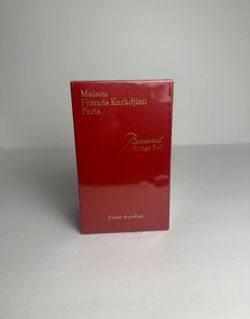 Maison
Francis Kurkdjian
Paris
Baccarat
Rouge 540
Extrait de parfum